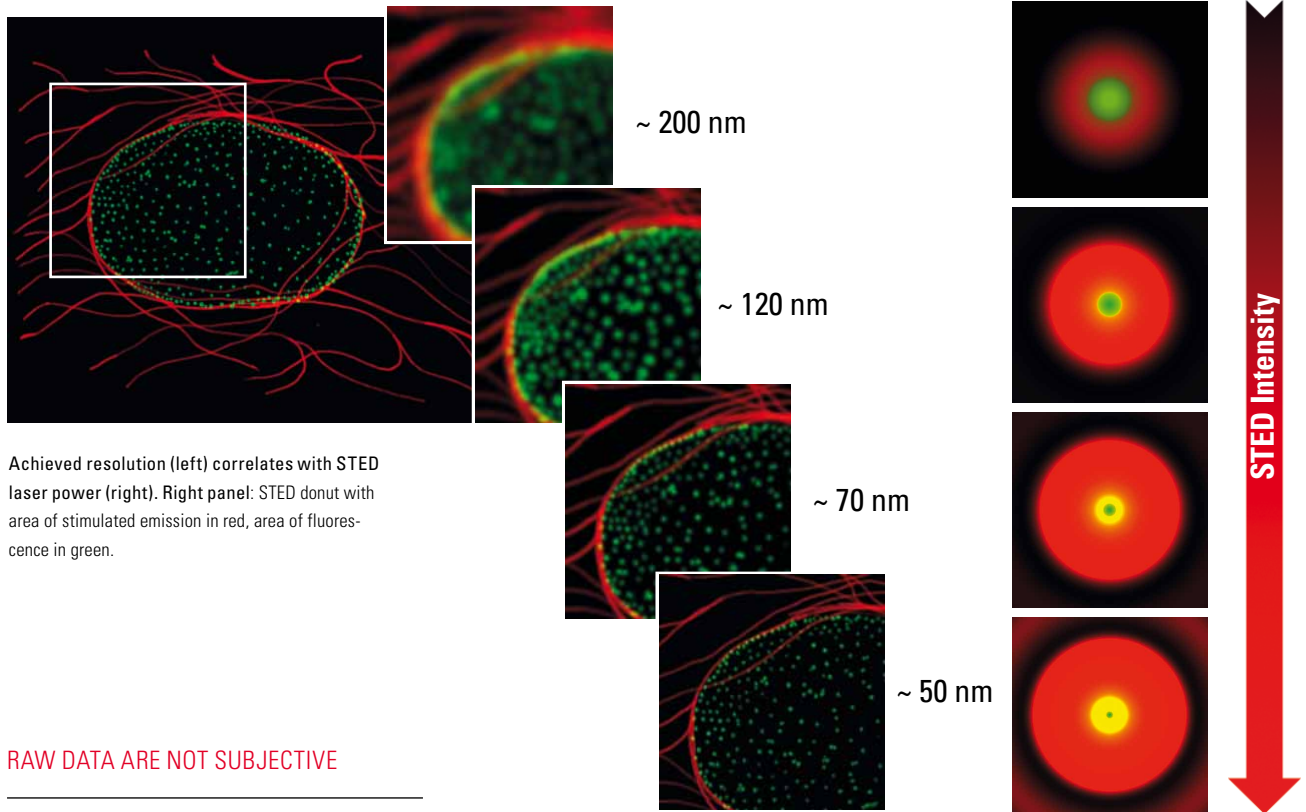 ~ 200 nm
~ 120 nm
~ 70 nm
~ 50 nm
STED Intensity
Achieved resolution (left) correlates with STED
laser power (right). Right panel: STED donut with
area of stimulated emission in red, area of fluores-
cence in green.
RAW DATA ARE NOT SUBJECTIVE